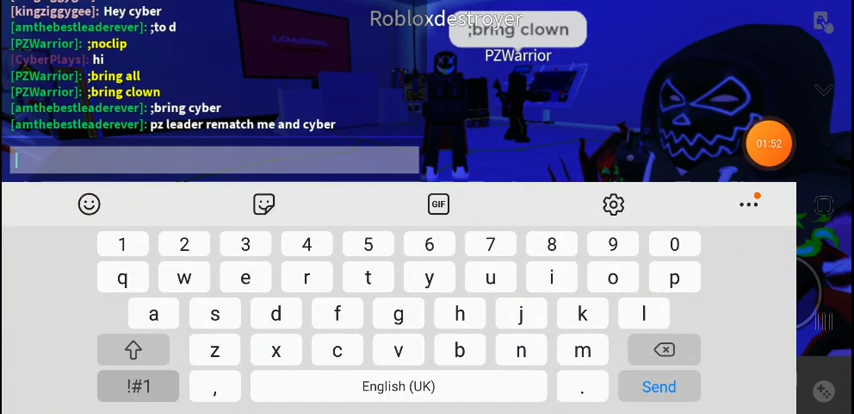 [kingziggygee]: Hey cyber
[amthebestleaderever]: ;to d
[PZWarrior]: ;noclip
[CyberPlays]: hi
[PZWarrior]: ;bring all
[PZWarrior]: ;bring clown
[amthebestleaderever]: ;bring cyber
[amthebestleaderever]: pz leader rematch me and cyber
Robloxdestroyer
;bring clown
PZWarrior
LOADING
01:52
GIF
1 2 3 4 5 6 7 8 9 0
q w e r t y u i o p
a s d f g h j k l
z x c v b n m
!#1 , English (UK) . Send